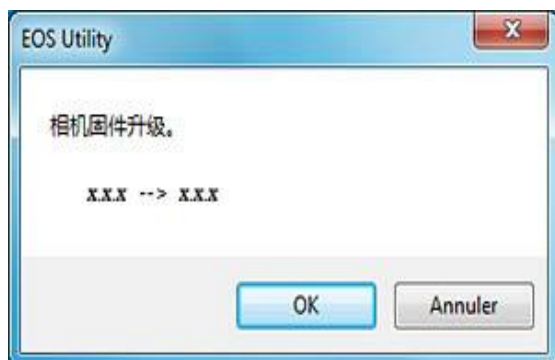 EOS Utility
相机固件升级。
x.x.x --> x.x.x
OK
Annuler